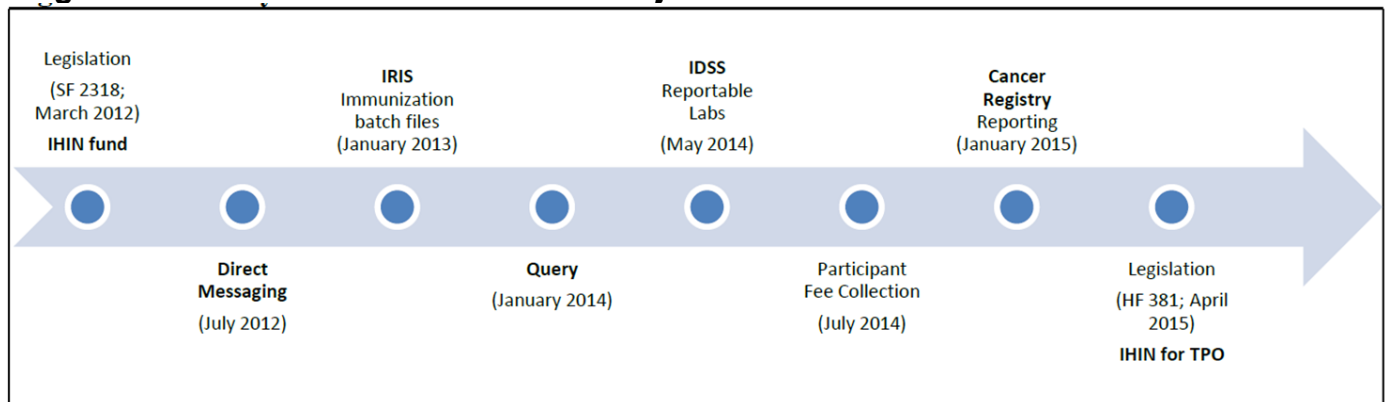 Legislation
(SF 2318;
March 2012)
IHIN fund
Direct
Messaging
(July 2012)
IRIS
Immunization
batch files
(January 2013)
Query
(January 2014)
IDSS
Reportable
Labs
(May 2014)
Participant
Fee Collection
(July 2014)
Cancer
Registry
Reporting
(January 2015)
Legislation
(HF 381; April
2015)
IHIN for TPO